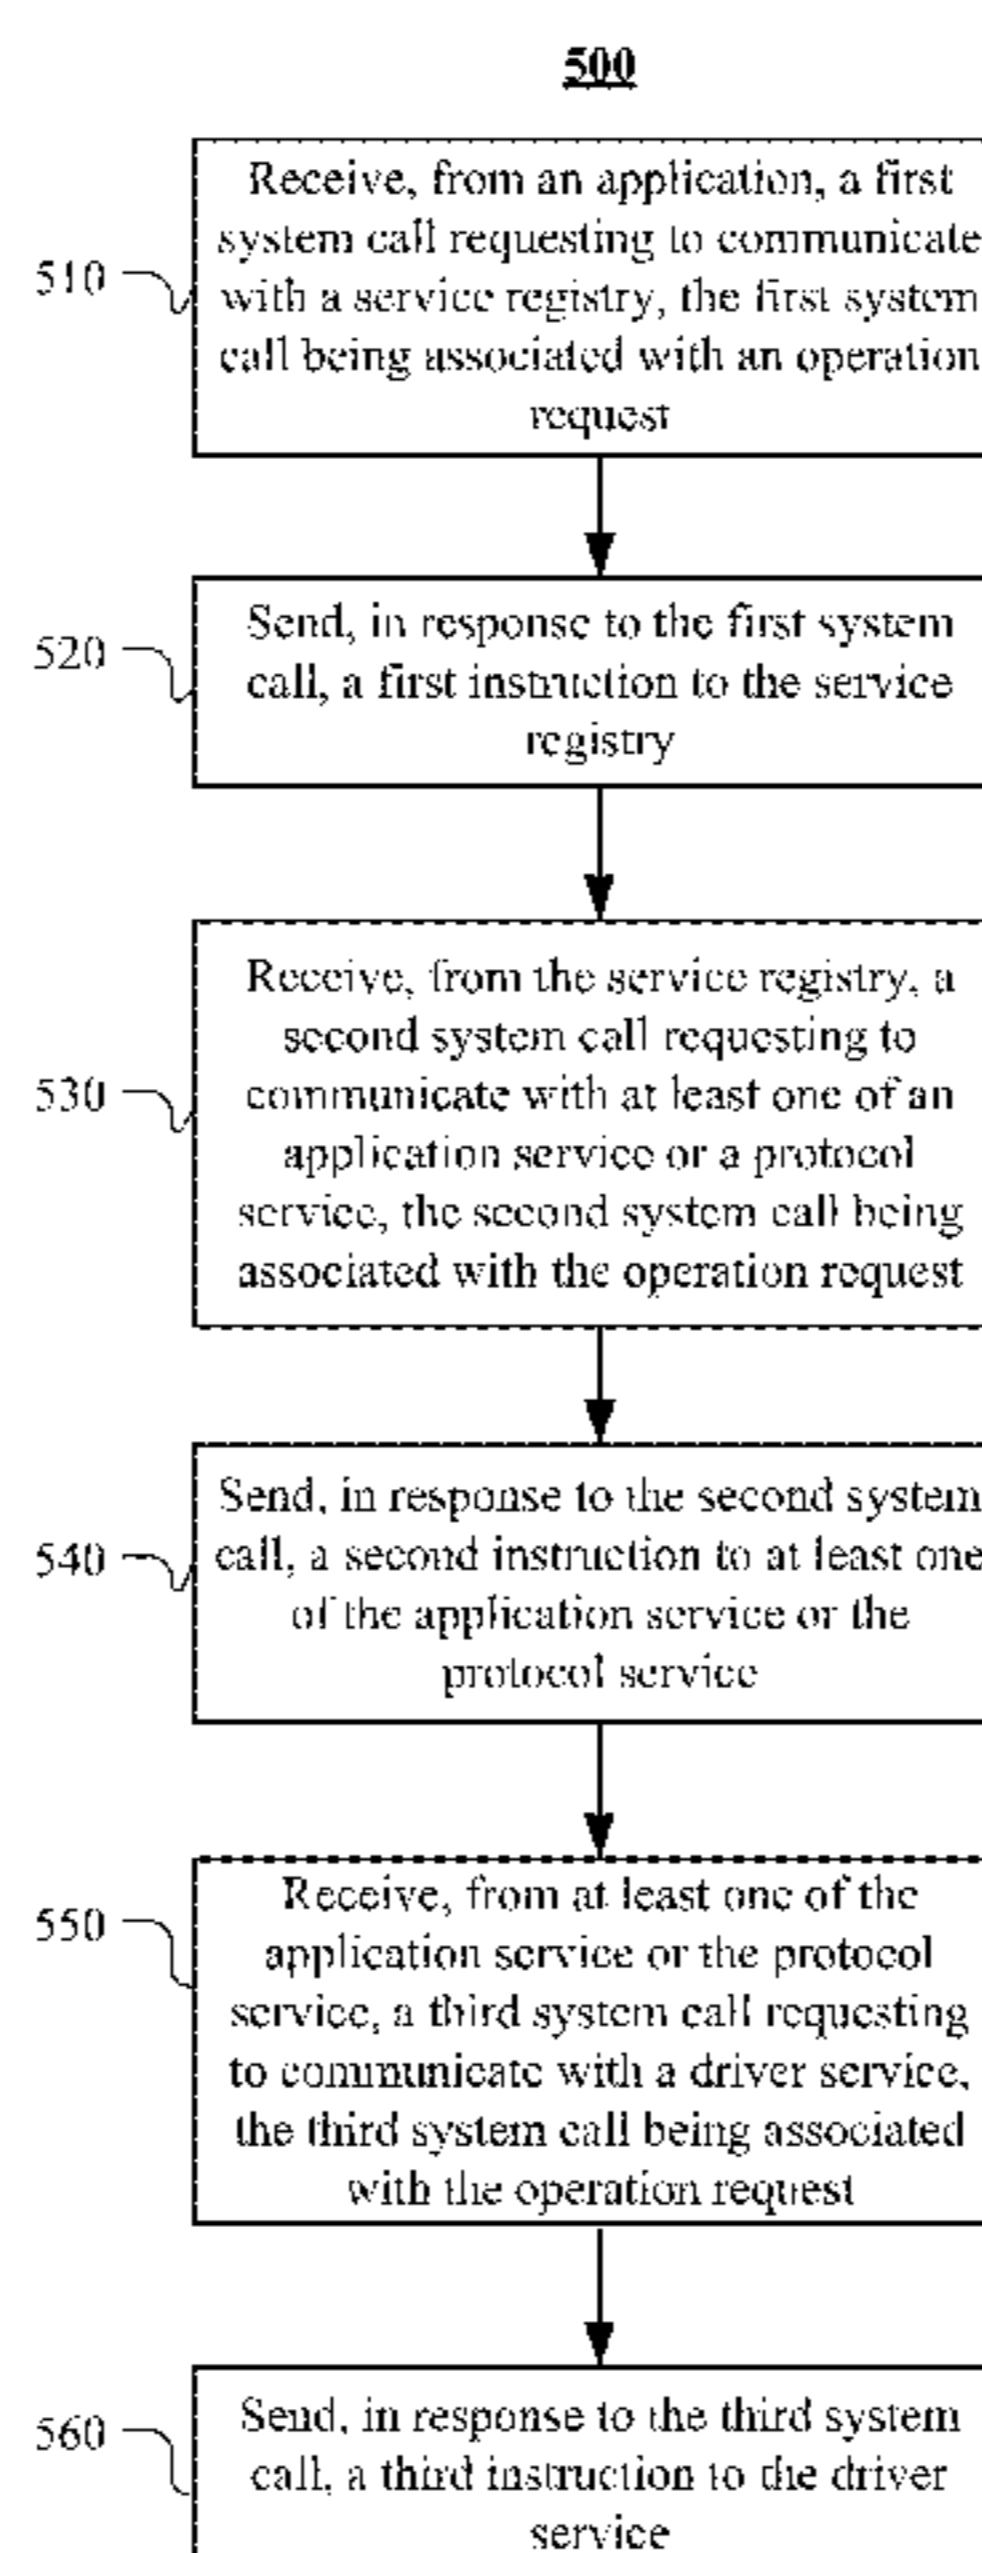 500
510
Receive, from an application, a first
system call requesting to communicate
with a service registry, the first system
call being associated with an operation
request
520
Send, in response to the first system
call, a first instruction to the service
registry
530
Receive, from the service registry, a
second system call requesting to
communicate with at least one of an
application service or a protocol
service, the second system call being
associated with the operation request
540
Send, in response to the second system
call, a second instruction to at least one
of the application service or the
protocol service
550
Receive, from at least one of the
application service or the protocol
service, a third system call requesting
to communicate with a driver service,
the third system call being associated
with the operation request
560
Send, in response to the third system
call, a third instruction to the driver
service